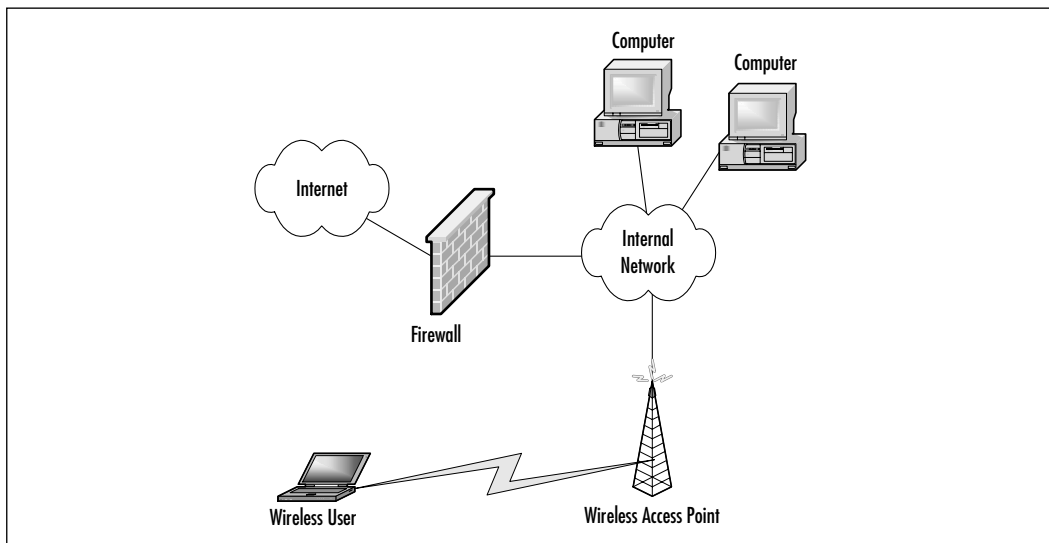 Computer
Computer
Internet
Internal
Network
Firewall
Wireless User
Wireless Access Point